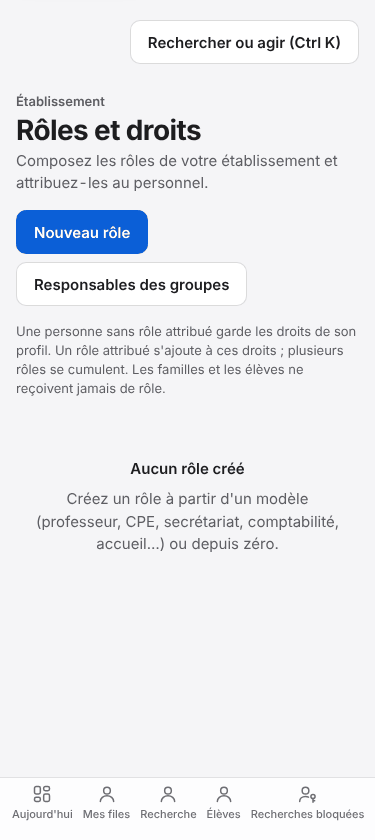 Rechercher ou agir (Ctrl K)
Établissement
Rôles et droits
Composez les rôles de votre établissement et
attribuez-les au personnel.
Nouveau rôle
Responsables des groupes
Une personne sans rôle attribué garde les droits de son
profil. Un rôle attribué s'ajoute à ces droits ; plusieurs
rôles se cumulent. Les familles et les élèves ne
reçoivent jamais de rôle.
Aucun rôle créé
Créez un rôle à partir d'un modèle
(professeur, CPE, secrétariat, comptabilité,
accueil…) ou depuis zéro.
Aujourd'hui Mes files Recherche Élèves Recherches bloquées